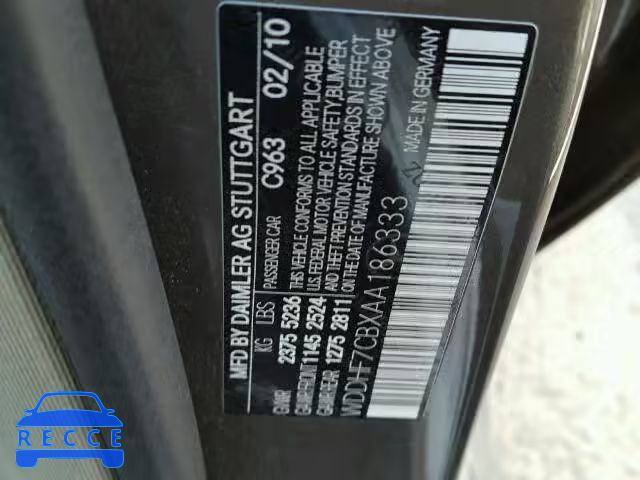 MFD BY DAIMLER AG STUTTGART C963 02/10
KG LBS PASSENGER CAR
GVWR 2375 5236 THIS VEHICLE CONFORMS TO ALL APPLICABLE
GAWR-FRONT 1145 2524 U.S. FEDERAL MOTOR VEHICLE SAFETY,BUMPER
GAWR-REAR 1275 2811 AND THEFT PREVENTION STANDARDS IN EFFECT
ON THE DATE OF MANUFACTURE SHOWN ABOVE
WDDHF7CBXAA186333 MADE IN GERMANY
RECCE